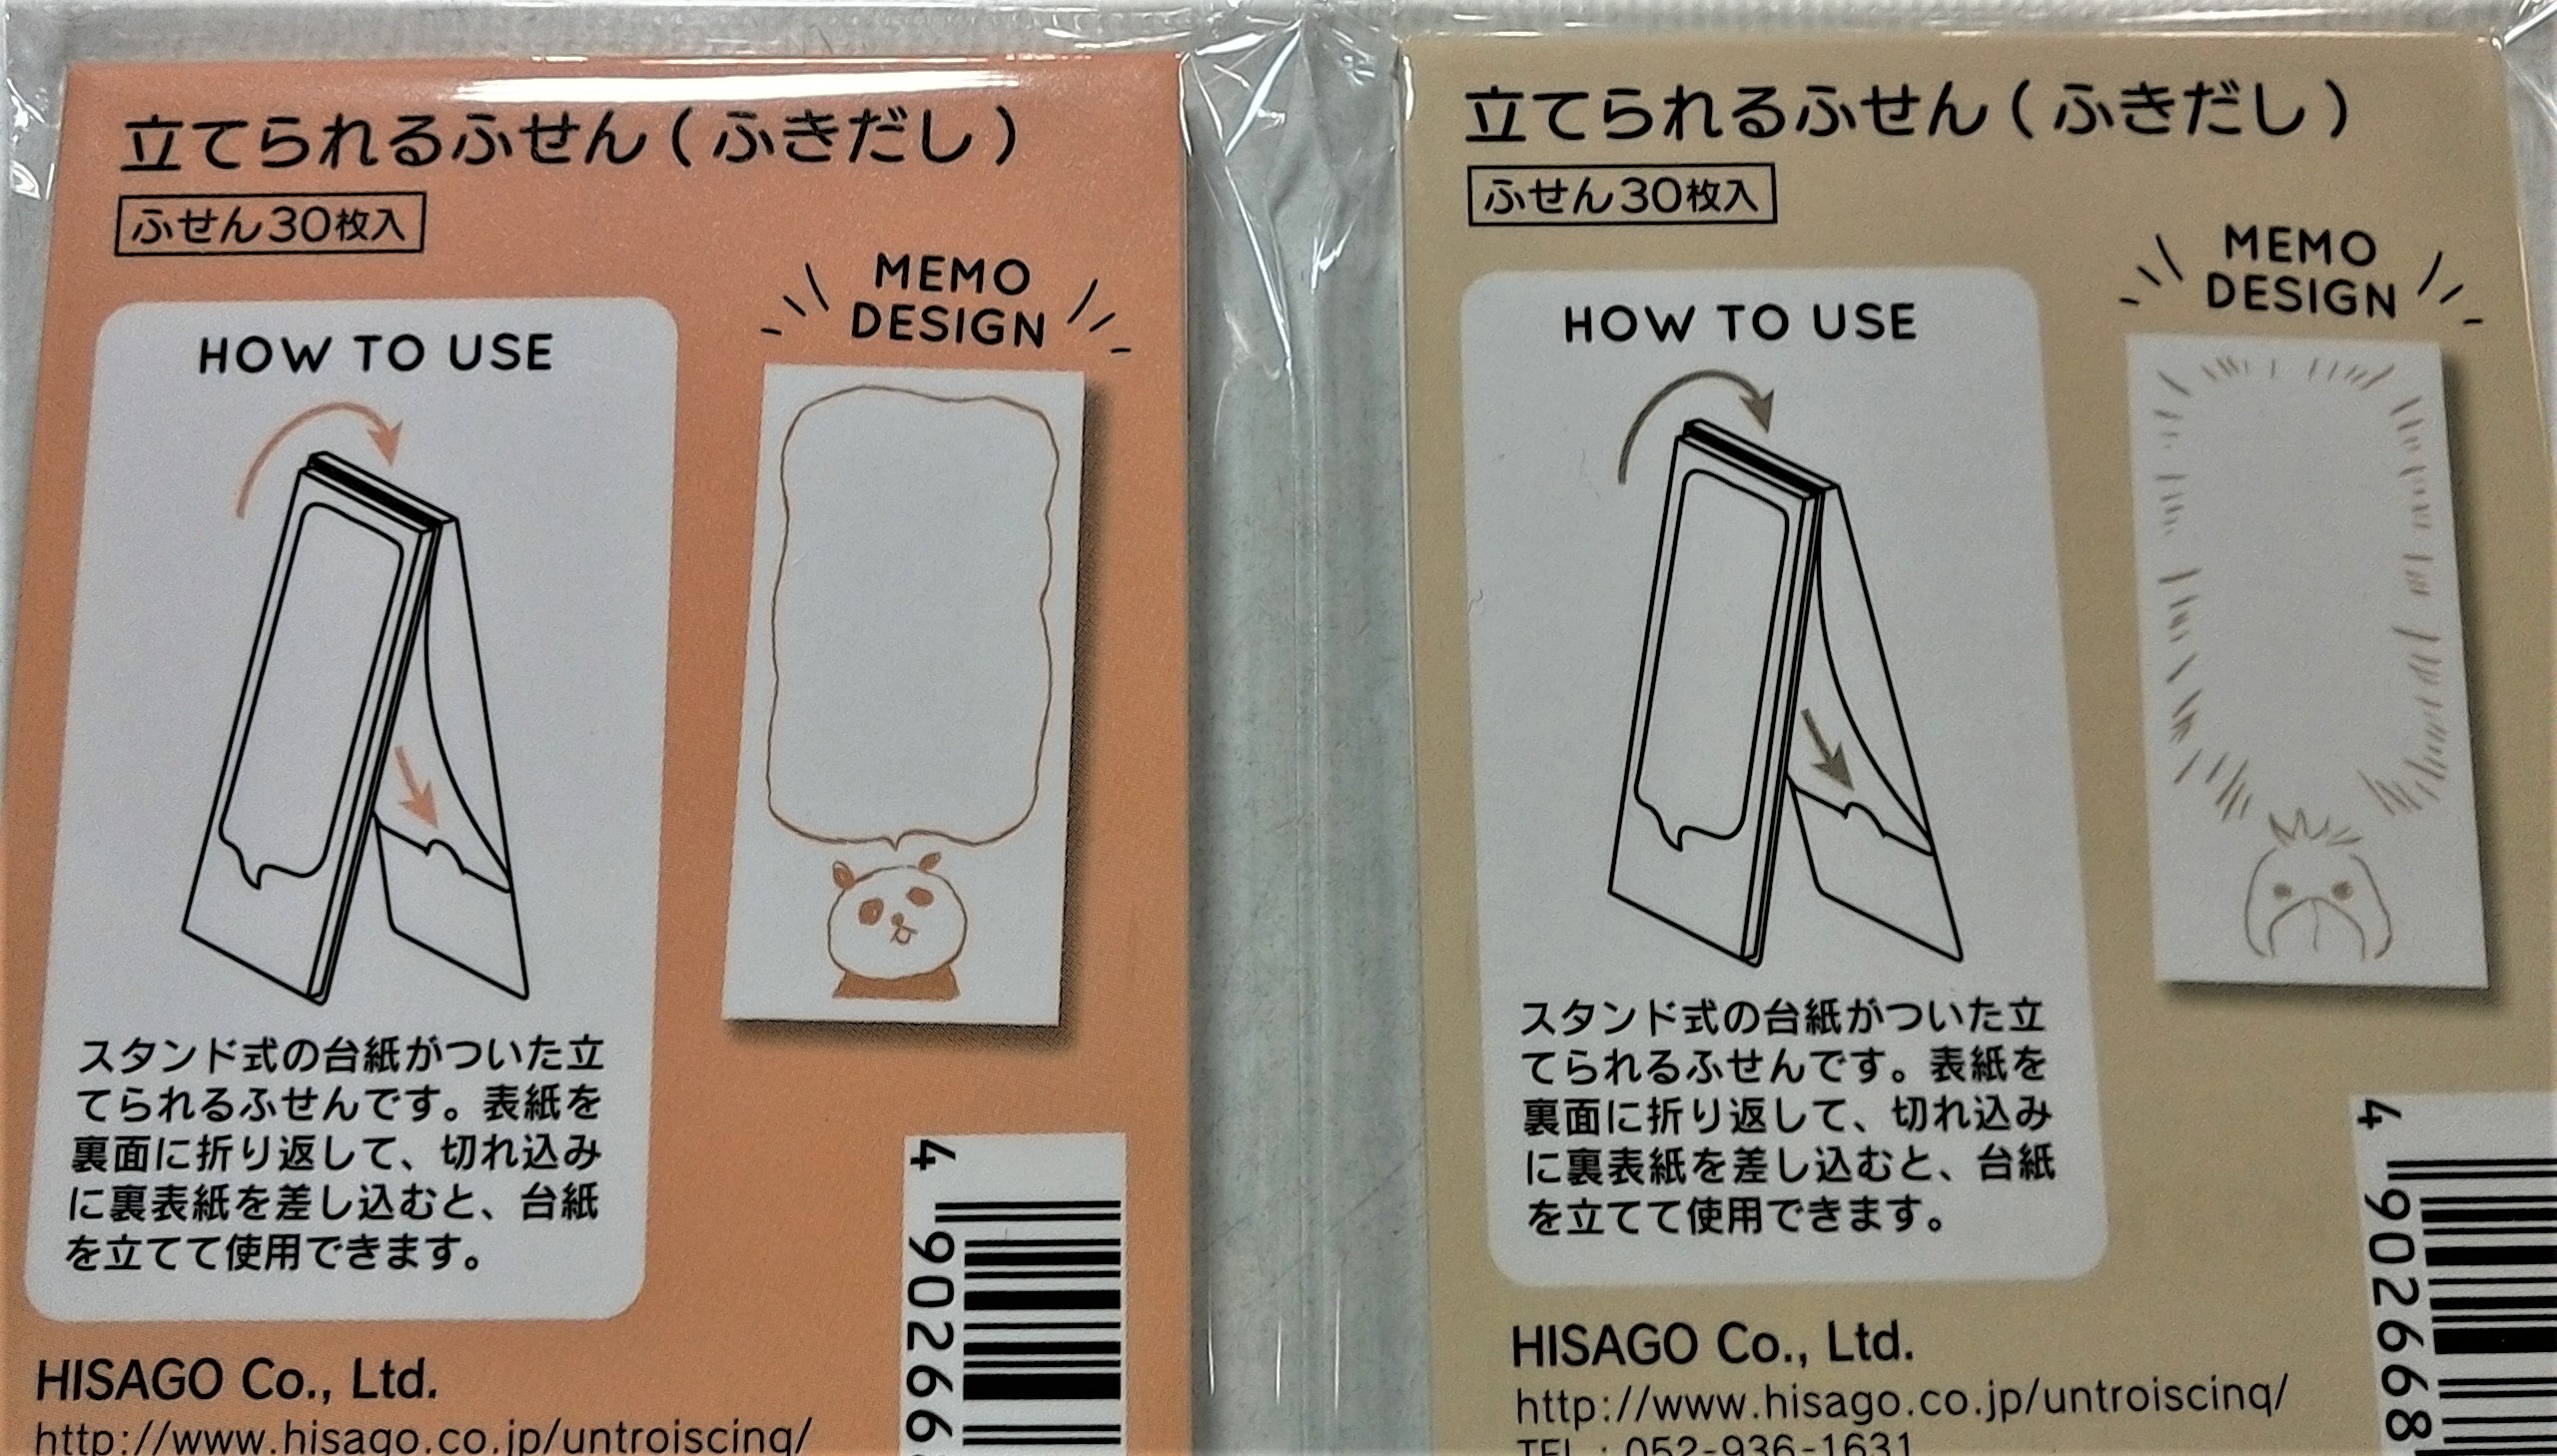 立てられるふせん(ふきだし)
ふせん30枚入
MEMO
DESIGN
HOW TO USE
スタンド式の台紙がついた立
てられるふせんです。表紙を
裏面に折り返して、切れ込み
に裏表紙を差し込むと、台紙
を立てて使用できます。
HISAGO Co., Ltd.
http://www.hisago.co.jp/untroiscinq/
4 90266
立てられるふせん(ふきだし)
ふせん30枚入
MEMO
DESIGN
HOW TO USE
スタンド式の台紙がついた立
てられるふせんです。表紙を
裏面に折り返して、切れ込み
に裏表紙を差し込むと、台紙
を立てて使用できます。
HISAGO Co., Ltd.
http://www.hisago.co.jp/untroiscinq/
TEL : 052-936-1631
4 902668